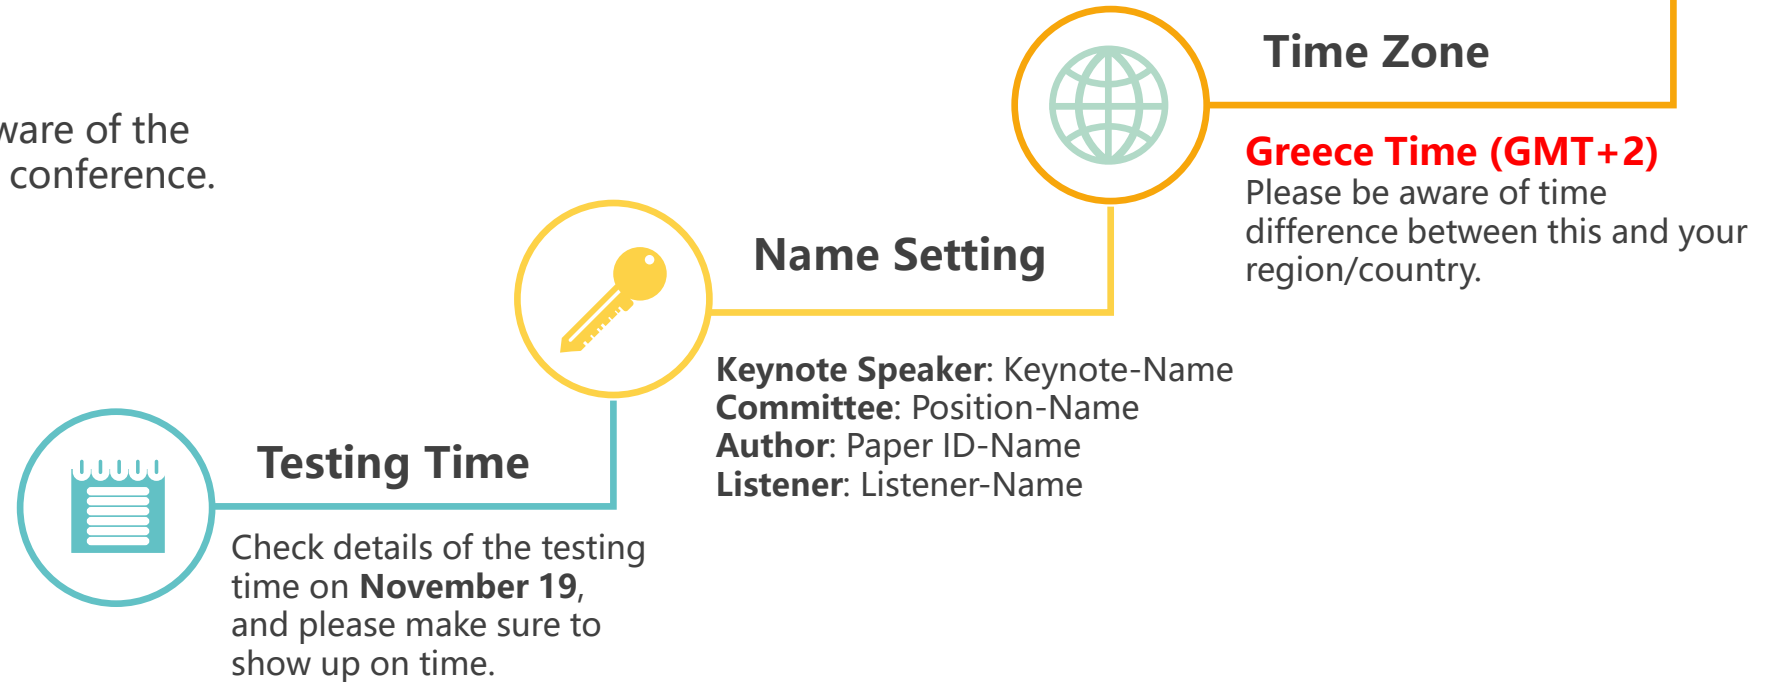 Time Zone
Greece Time (GMT+2)
Please be aware of time
difference between this and your
region/country.
of the
conference.
Name Setting
Keynote Speaker: Keynote-Name
Committee: Position-Name
Author: Paper ID-Name
Listener: Listener-Name
Testing Time
Check details of the testing
time on November 19,
and please make sure to
show up on time.